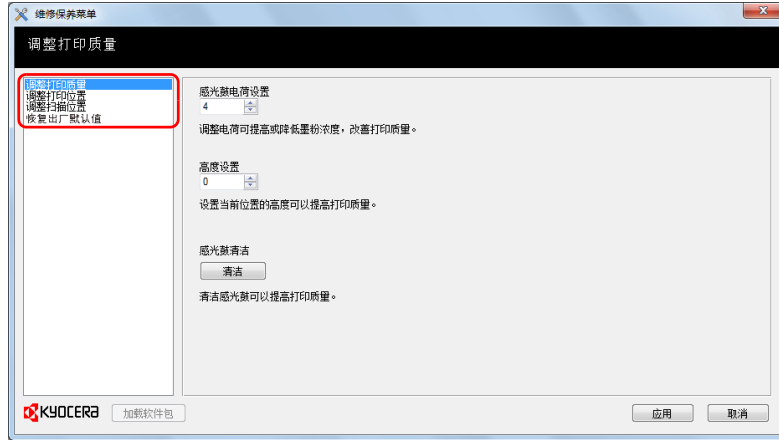 维修保养菜单
调整打印质量
调整打印质量
调整打印位置
调整扫描位置
恢复出厂默认值
感光鼓电荷设置
4
调整电荷可提高或降低墨粉浓度，改善打印质量。
高度设置
0
设置当前位置的高度可以提高打印质量。
感光鼓清洁
清洁
清洁感光鼓可以提高打印质量。
KYOCERA
加载软件包
应用
取消